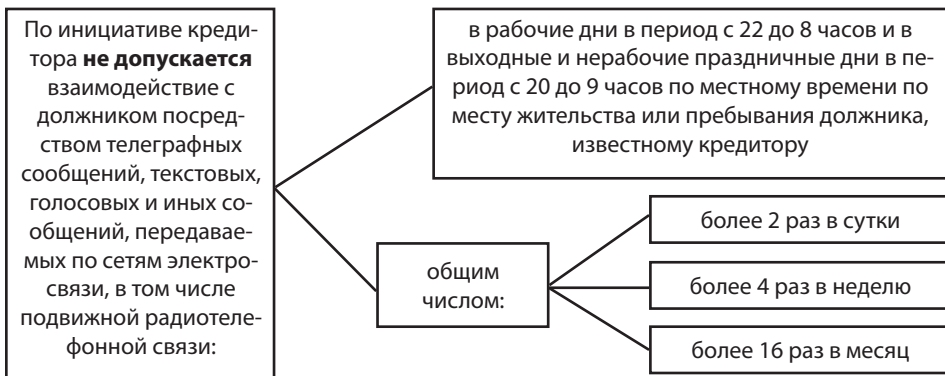 По инициативе креди-
тора не допускается
взаимодействие с
должником посред-
ством телеграфных
сообщений, текстовых,
голосовых и иных со-
общений, передавае-
мых по сетям электро-
связи, в том числе
подвижной радиотеле-
фонной связи:
в рабочие дни в период с 22 до 8 часов и в
выходные и нерабочие праздничные дни в пе-
риод с 20 до 9 часов по местному времени по
месту жительства или пребывания должника,
известному кредитору
общим
числом:
более 2 раз в сутки
более 4 раз в неделю
более 16 раз в месяц